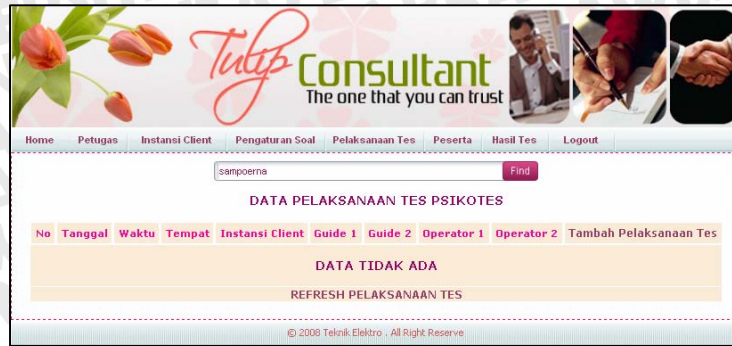 Tulip Consultant
The one that you can trust
Home Petugas Instansi Client Pengaturan Soal Pelaksanaan Tes Peserta Hasil Tes Logout
sampoerna Find
DATA PELAKSANAAN TES PSIKOTES
No Tanggal Waktu Tempat Instansi Client Guide 1 Guide 2 Operator 1 Operator 2 Tambah Pelaksanaan Tes
DATA TIDAK ADA
REFRESH PELAKSANAAN TES
© 2008 Teknik Elektro . All Right Reserve